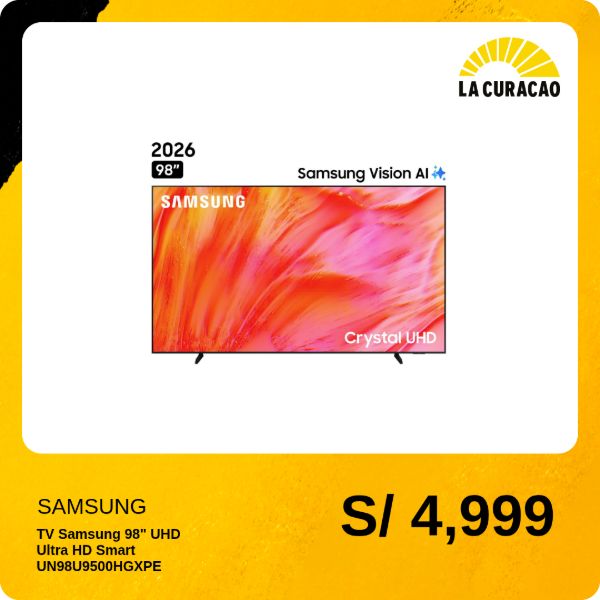 LA CURACAO
2026
98”
Samsung Vision AI
SAMSUNG
Crystal UHD
SAMSUNG
S/ 4,999
TV Samsung 98" UHD
Ultra HD Smart
UN98U9500HGXPE